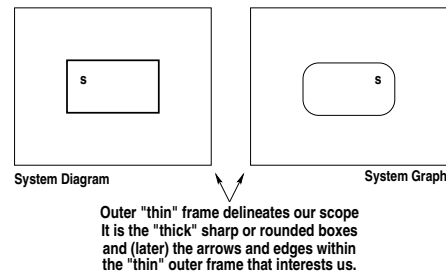 s
s
System Diagram
System Graph
Outer "thin" frame delineates our scope
It is the "thick" sharp or rounded boxes
and (later) the arrows and edges within
the "thin" outer frame that interests us.